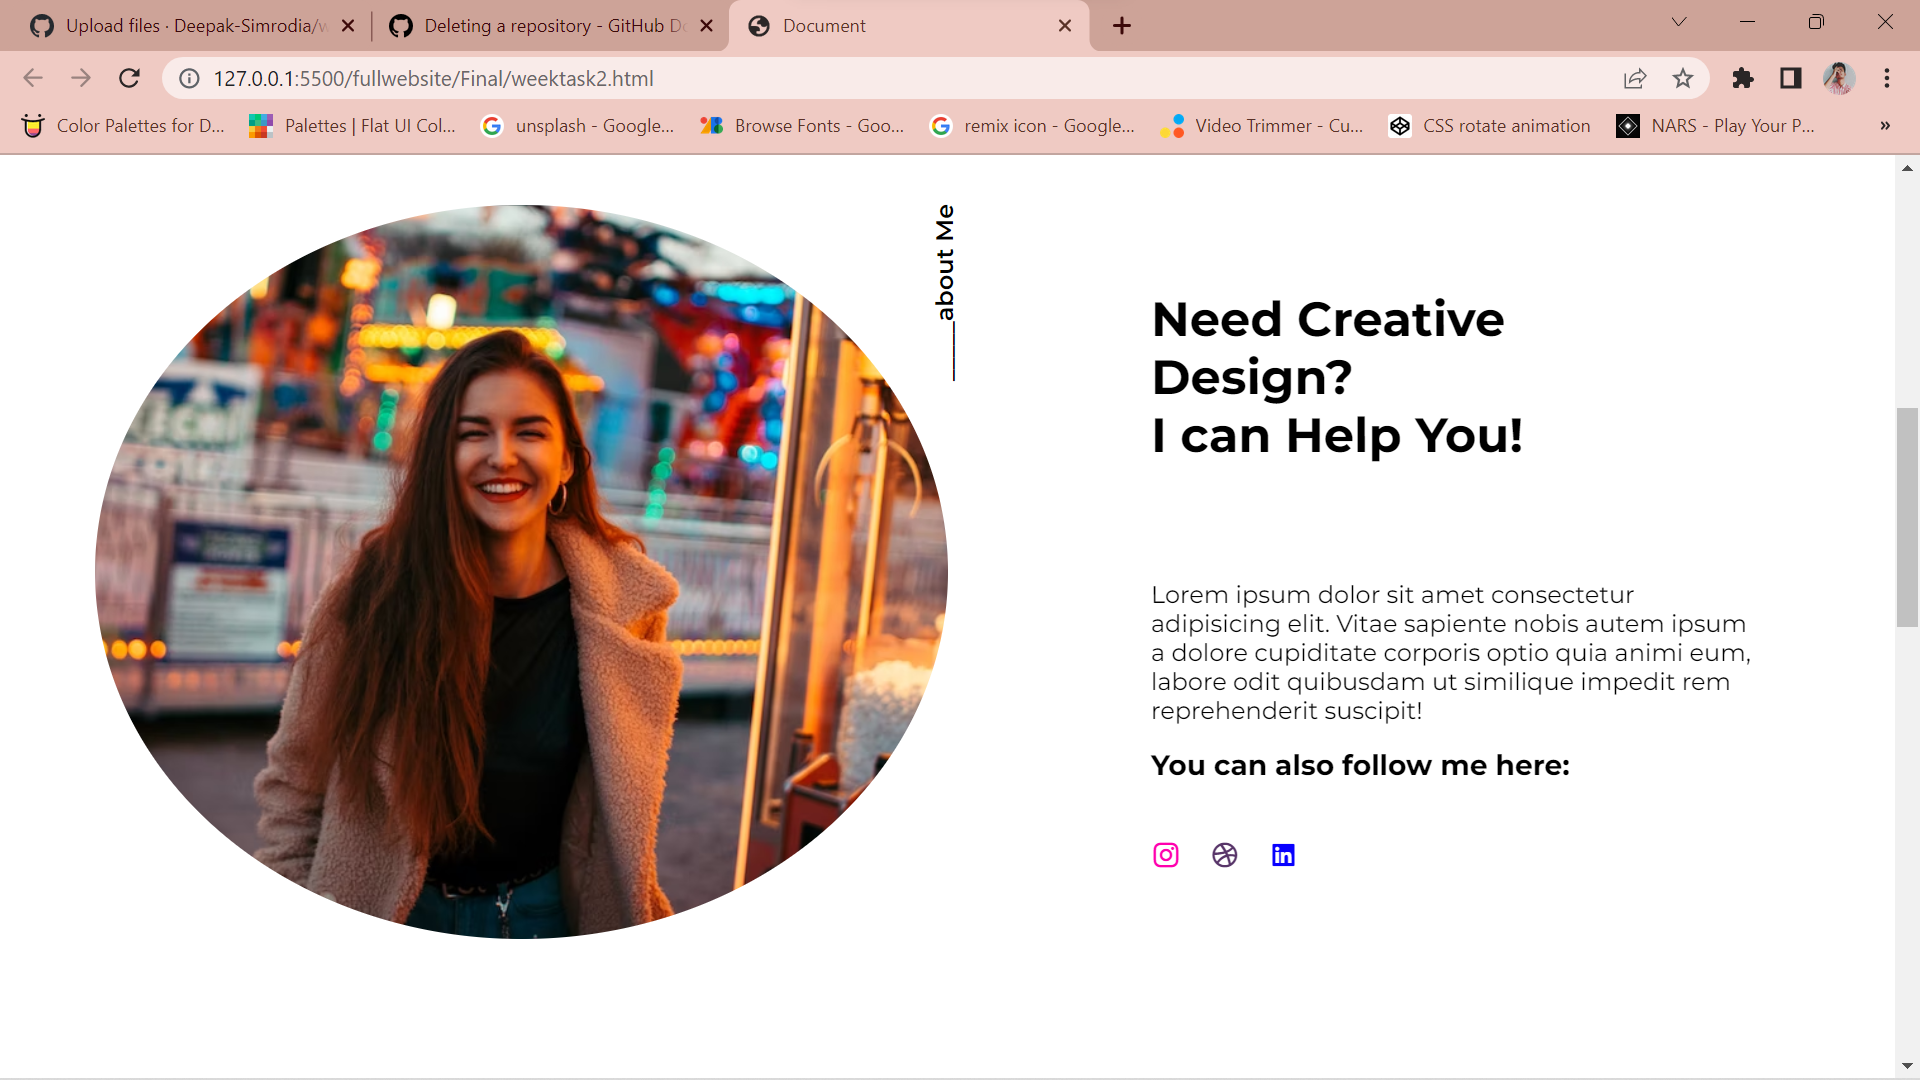 Upload files · Deepak-Simrodia/w
Deleting a repository - GitHub Do
Document
127.0.0.1:5500/fullwebsite/Final/weektask2.html
Color Palettes for D...
Palettes | Flat UI Col...
unsplash - Google...
Browse Fonts - Goo...
remix icon - Google...
Video Trimmer - Cu...
CSS rotate animation
NARS - Play Your P...
»
_____about Me
Need Creative
Design?
I can Help You!
Lorem ipsum dolor sit amet consectetur
adipisicing elit. Vitae sapiente nobis autem ipsum
a dolore cupiditate corporis optio quia animi eum,
labore odit quibusdam ut similique impedit rem
reprehenderit suscipit!
You can also follow me here: